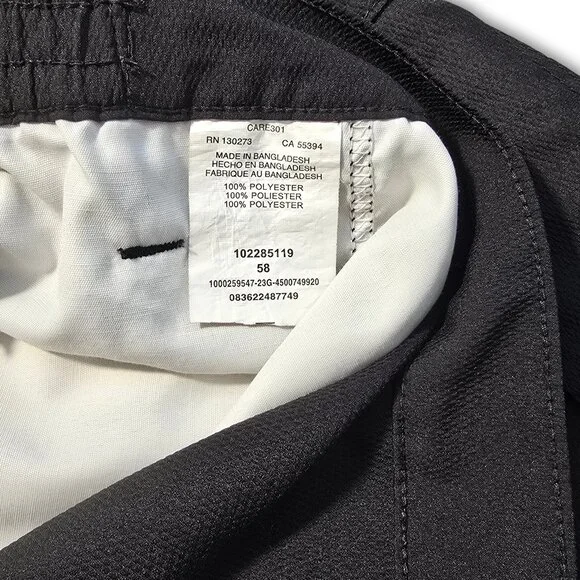 CARE301
RN 130273 CA 55394
MADE IN BANGLADESH
HECHO EN BANGLADESH
FABRIQUE AU BANGLADESH
100% POLYESTER
100% POLIESTER
100% POLYESTER
102285119
58
1000259547-23G-4500749920
083622487749